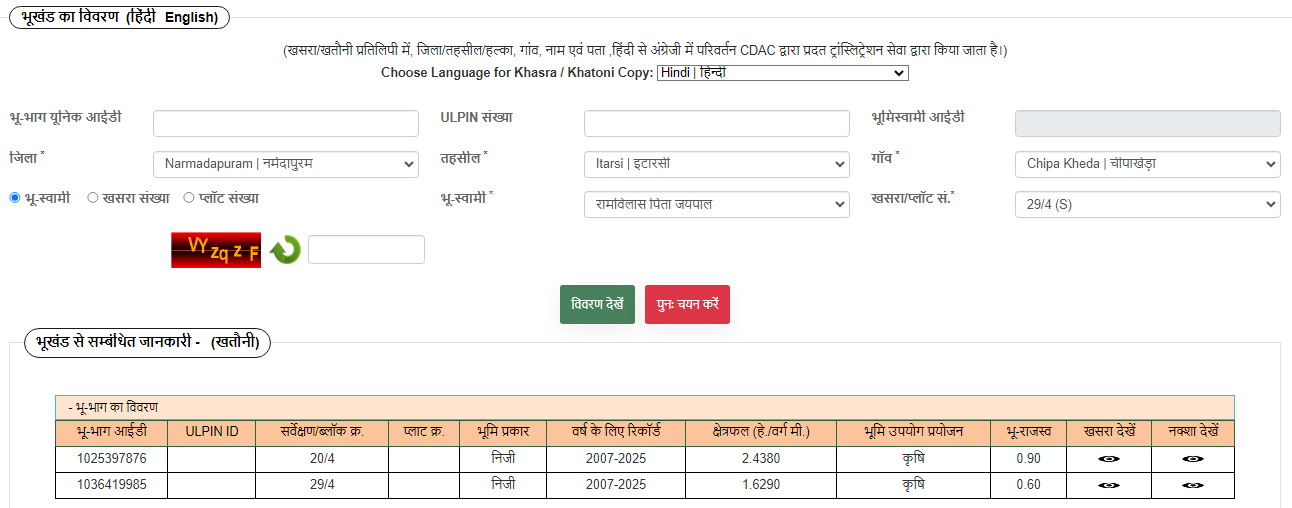 भूखंड का विवरण (हिंदी English)
(खसरा/खतौनी प्रतिलिपी में, जिला/तहसील/हल्का, गांव, नाम एवं पता ,हिंदी से अंग्रेजी में परिवर्तन CDAC द्वारा प्रदत ट्रांस्लिट्रेशन सेवा द्वारा किया जाता है।)
Choose Language for Khasra / Khatoni Copy: Hindi | हिन्दी
भू-भाग यूनिक आईडी ULPIN संख्या भूमिस्वामी आईडी
जिला * Narmadapuram | नर्मदापुरम तहसील * Itarsi | इटारसी गाँव * Chipa Kheda | चीपाखेड़ा
भू-स्वामी खसरा संख्या प्लॉट संख्या भू-स्वामी * रामविलास पिता जयपाल खसरा/प्लॉट सं.* 29/4 (S)
VYzqzF
विवरण देखें पुनः चयन करें
भूखंड से सम्बंधित जानकारी - (खतौनी)
- भू-भाग का विवरण
भू-भाग आईडी ULPIN ID सर्वेक्षण/ब्लॉक क्र. प्लाट क्र. भूमि प्रकार वर्ष के लिए रिकॉर्ड क्षेत्रफल (हे./वर्ग मी.) भूमि उपयोग प्रयोजन भू-राजस्व खसरा देखें नक्शा देखें
1025397876 20/4 निजी 2007-2025 2.4380 कृषि 0.90
1036419985 29/4 निजी 2007-2025 1.6290 कृषि 0.60